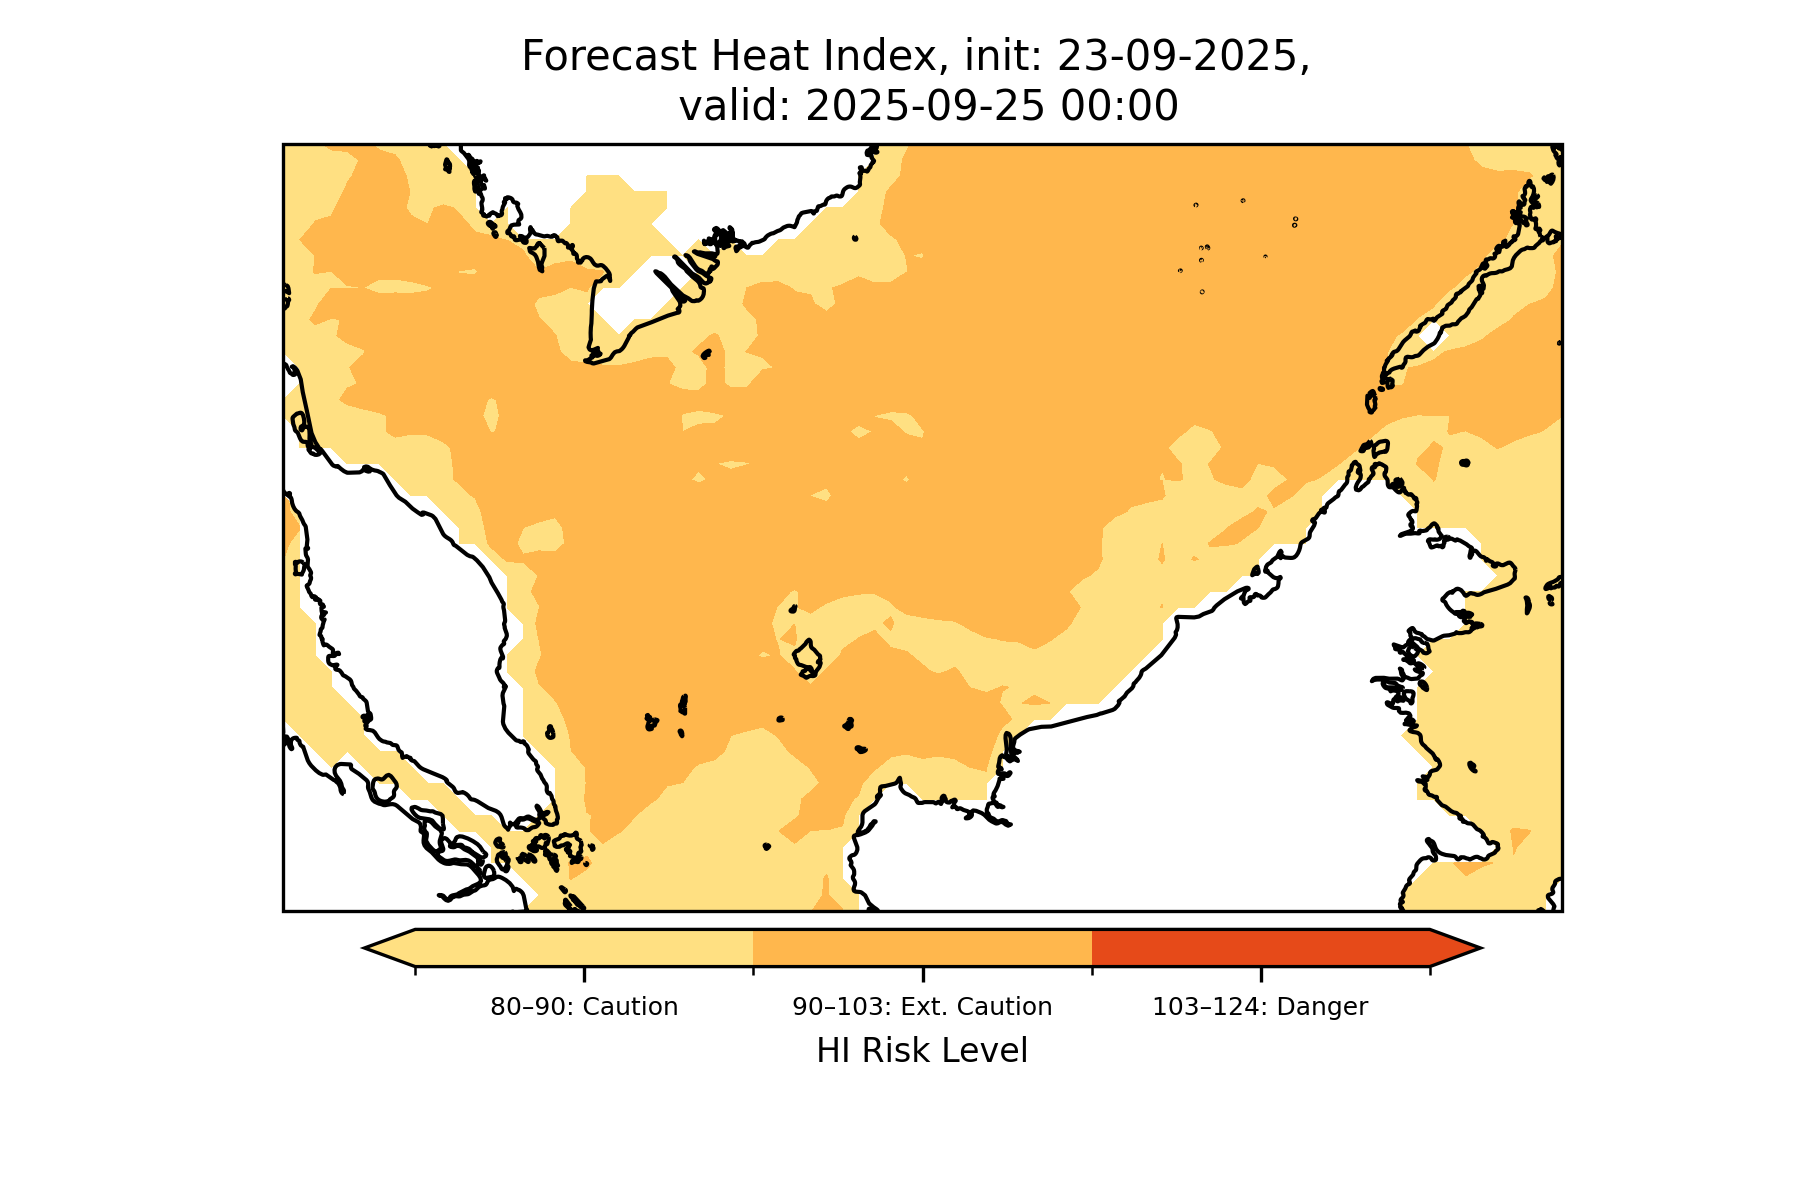 Forecast Heat Index, init: 23-09-2025,
valid: 2025-09-25 00:00
80–90: Caution
90–103: Ext. Caution
103–124: Danger
HI Risk Level